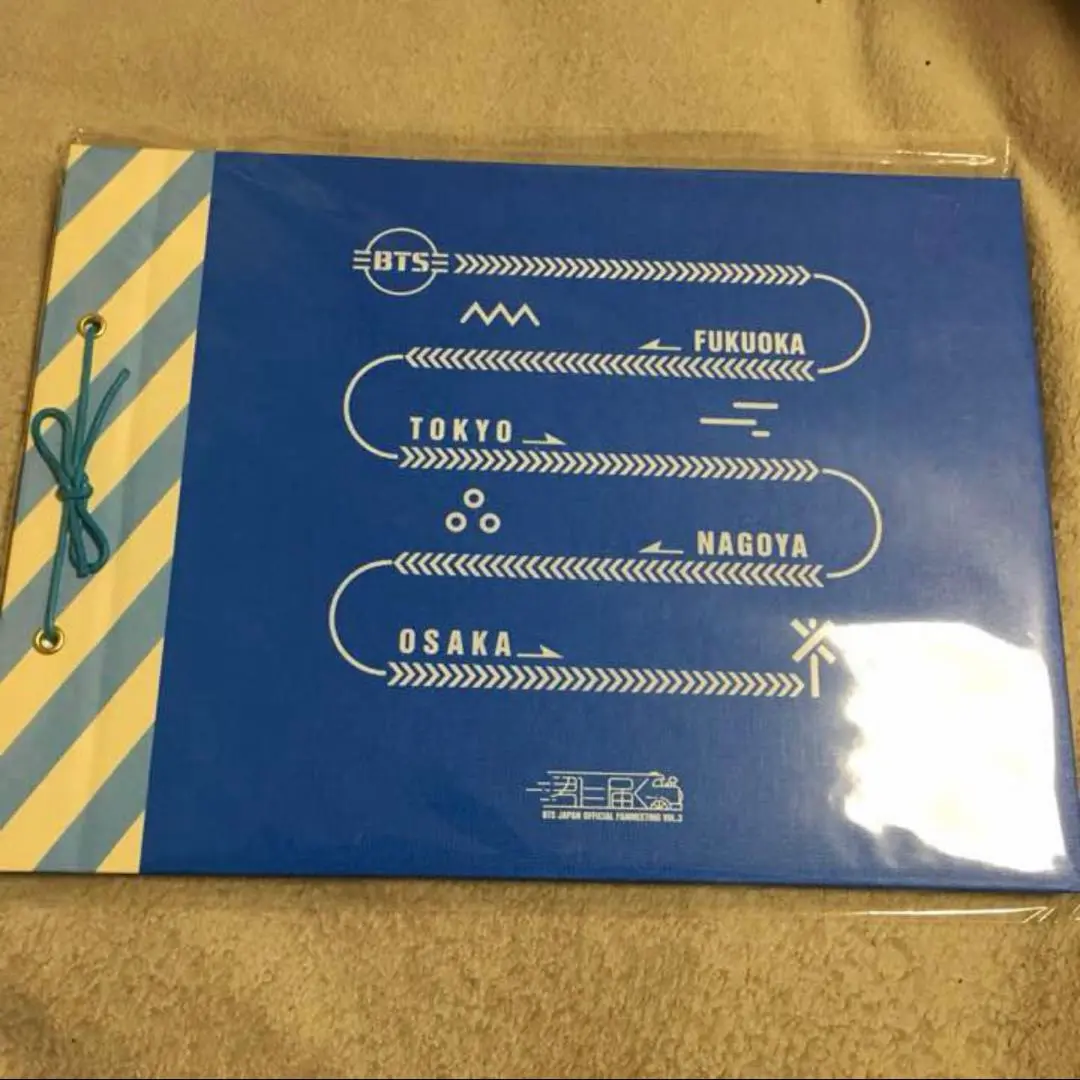 BTS
FUKUOKA
TOKYO
NAGOYA
OSAKA
BTS JAPAN OFFICIAL FANMEETING VOL.3